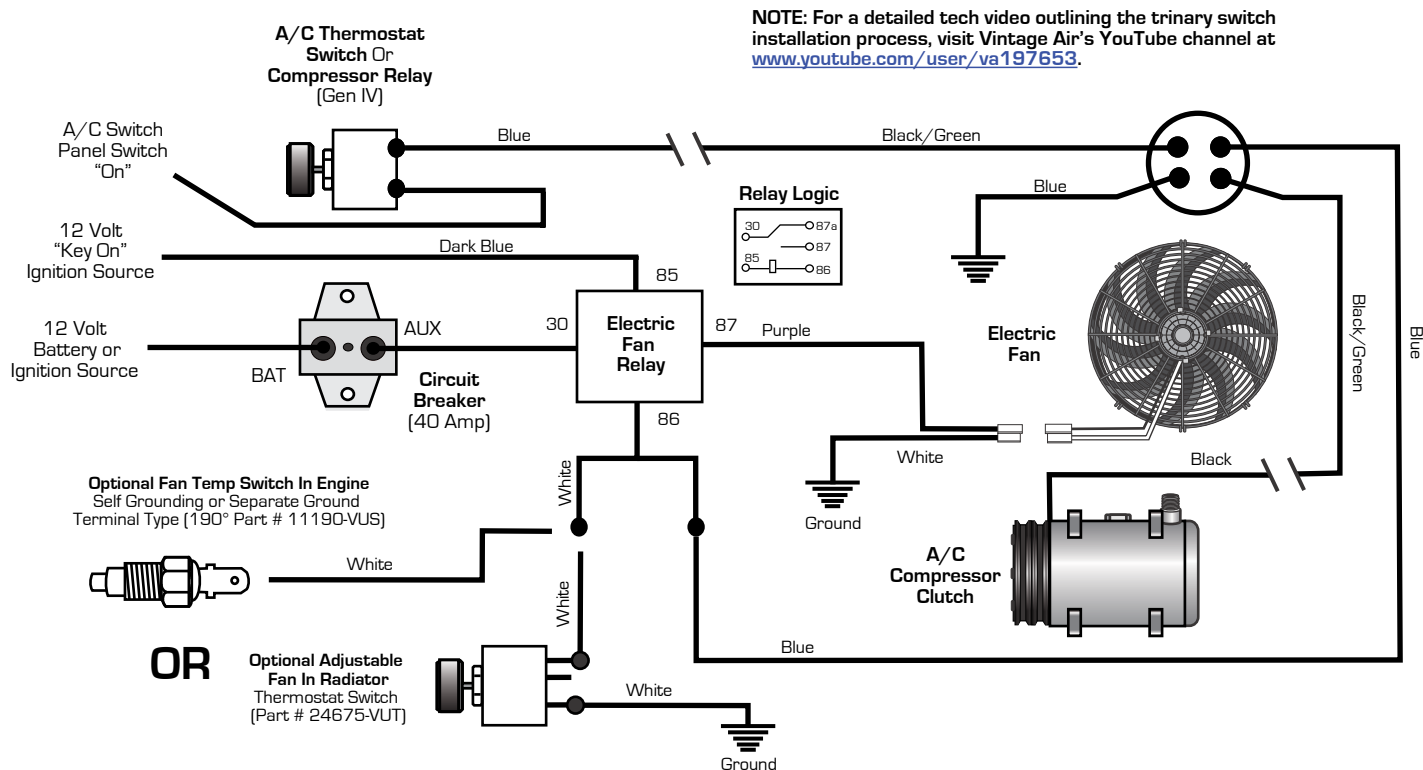 NOTE: For a detailed tech video outlining the trinary switch
installation process, visit Vintage Air's YouTube channel at
www.youtube.com/user/va197653.
A/C Thermostat
Switch Or
Compressor Relay
(Gen IV)
A/C Switch
Panel Switch
"On"
Blue
Black/Green
Blue
Relay Logic
30
87a
87
85
86
12 Volt
"Key On"
Ignition Source
Dark Blue
85
12 Volt
Battery or
Ignition Source
BAT
AUX
Circuit
Breaker
(40 Amp)
30
Electric
Fan
Relay
87
Purple
86
Electric
Fan
Black/Green
Blue
White
Ground
Black
Optional Fan Temp Switch In Engine
Self Grounding or Separate Ground
Terminal Type (190° Part # 11190-VUS)
White
White
White
A/C
Compressor
Clutch
OR
Optional Adjustable
Fan In Radiator
Thermostat Switch
(Part # 24675-VUT)
White
Ground
Blue